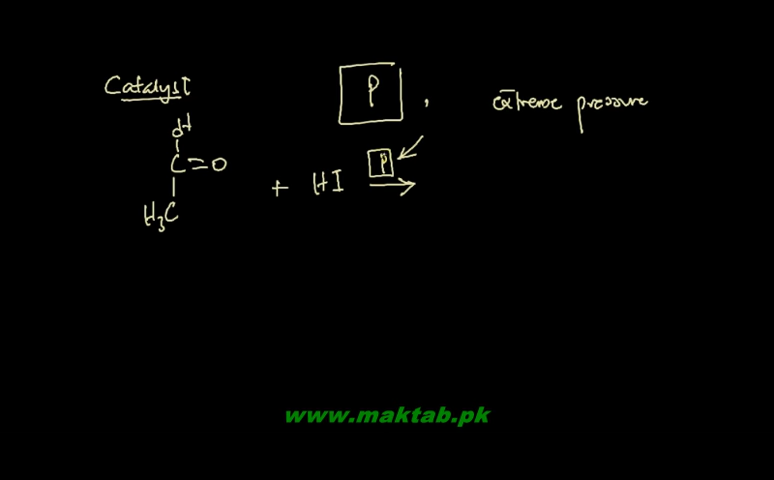 Catalyst
P , extreme pressure
OH
C=O
H3C
+ HI P →
www.maktab.pk